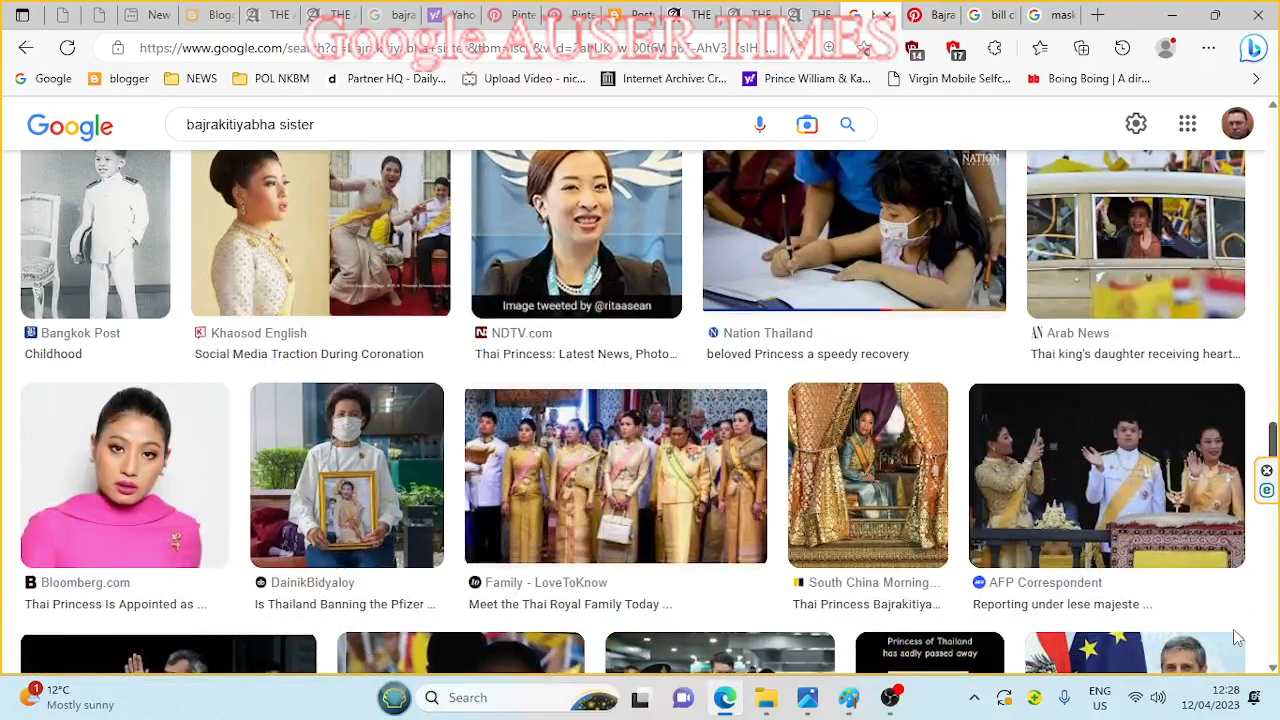 New
Blog
THE
bajra
Yaho
Pinte
Pinte
Post
THE
THE
THE
Bajra
bill c
mask
Google AUSER TIMES
14
17
Google
blogger
NEWS
POL NKBM
Partner HQ - Daily...
Upload Video - nic...
Internet Archive: Cr...
Prince William & Ka...
Virgin Mobile Selfc...
Boing Boing | A dir...
Google
bajrakitiyabha sister
NATION
Image tweeted by @ritaasean
Bangkok Post
Khaosod English
NDTV.com
Nation Thailand
Arab News
Childhood
Social Media Traction During Coronation
Thai Princess: Latest News, Photo...
beloved Princess a speedy recovery
Thai king's daughter receiving heart...
Bloomberg.com
DainikBidyaloy
Family - LoveToKnow
South China Morning...
AFP Correspondent
Thai Princess Is Appointed as ...
Is Thailand Banning the Pfizer ...
Meet the Thai Royal Family Today ...
Thai Princess Bajrakitiya...
Reporting under lese majeste ...
Princess of Thailand
has sadly passed away
1
12°C
Mostly sunny
Search
ENG
US
12:28
12/04/2023